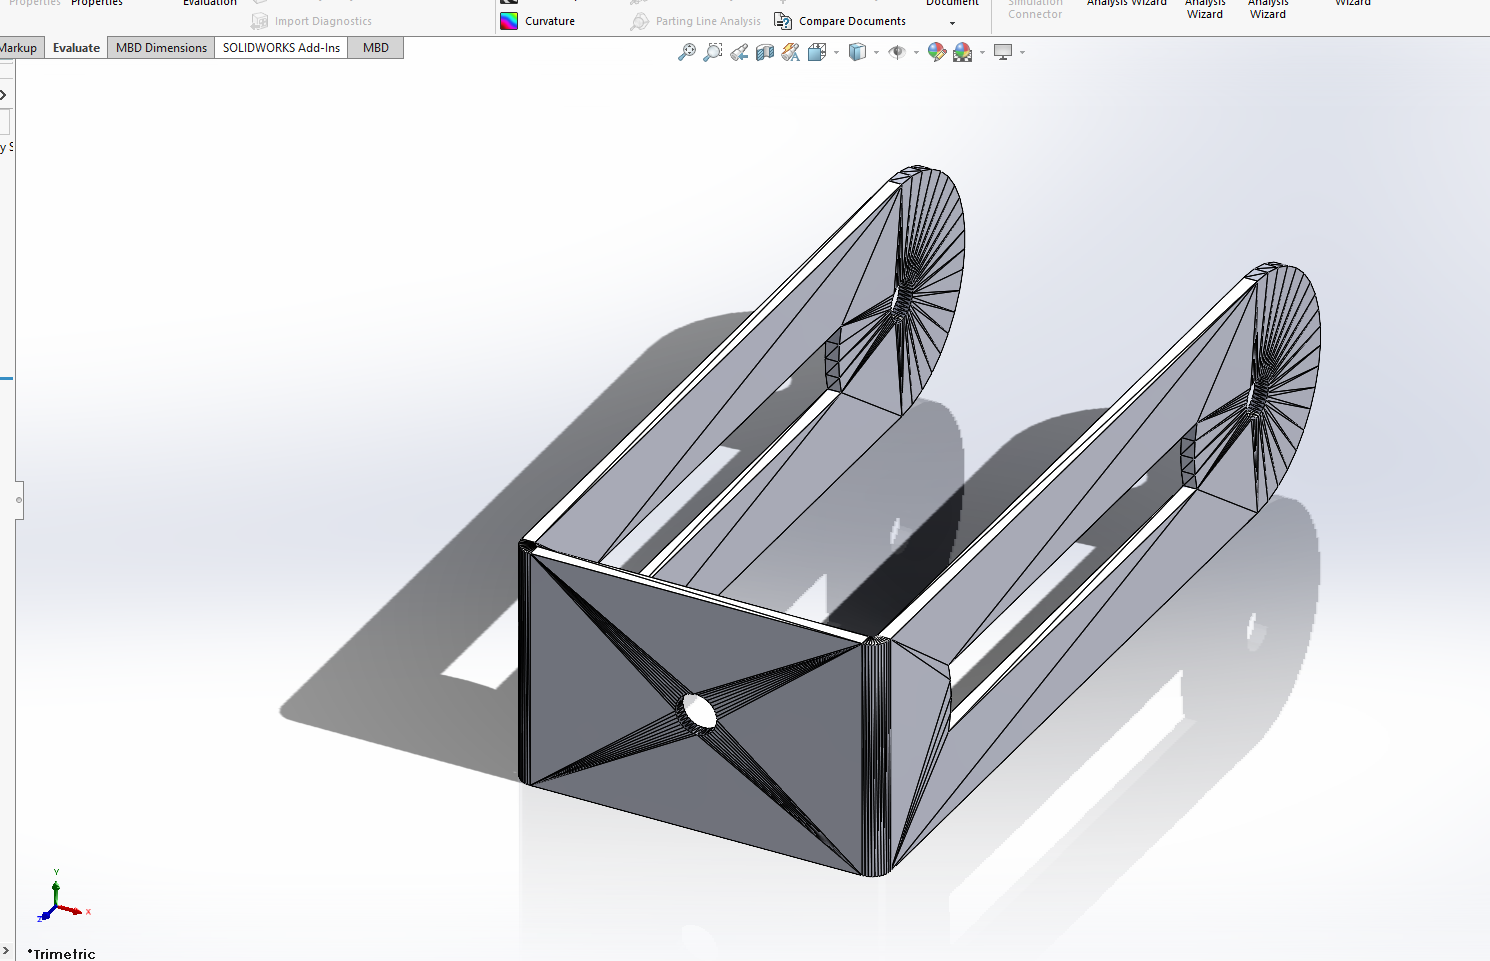 Properties Properties Evaluation Document Simulation Analysis Wizard Analysis Analysis Wizard
Import Diagnostics Curvature Parting Line Analysis Compare Documents Connector Wizard Wizard
Markup Evaluate MBD Dimensions SOLIDWORKS Add-Ins MBD
y S
Y
X
Z
*Trimetric